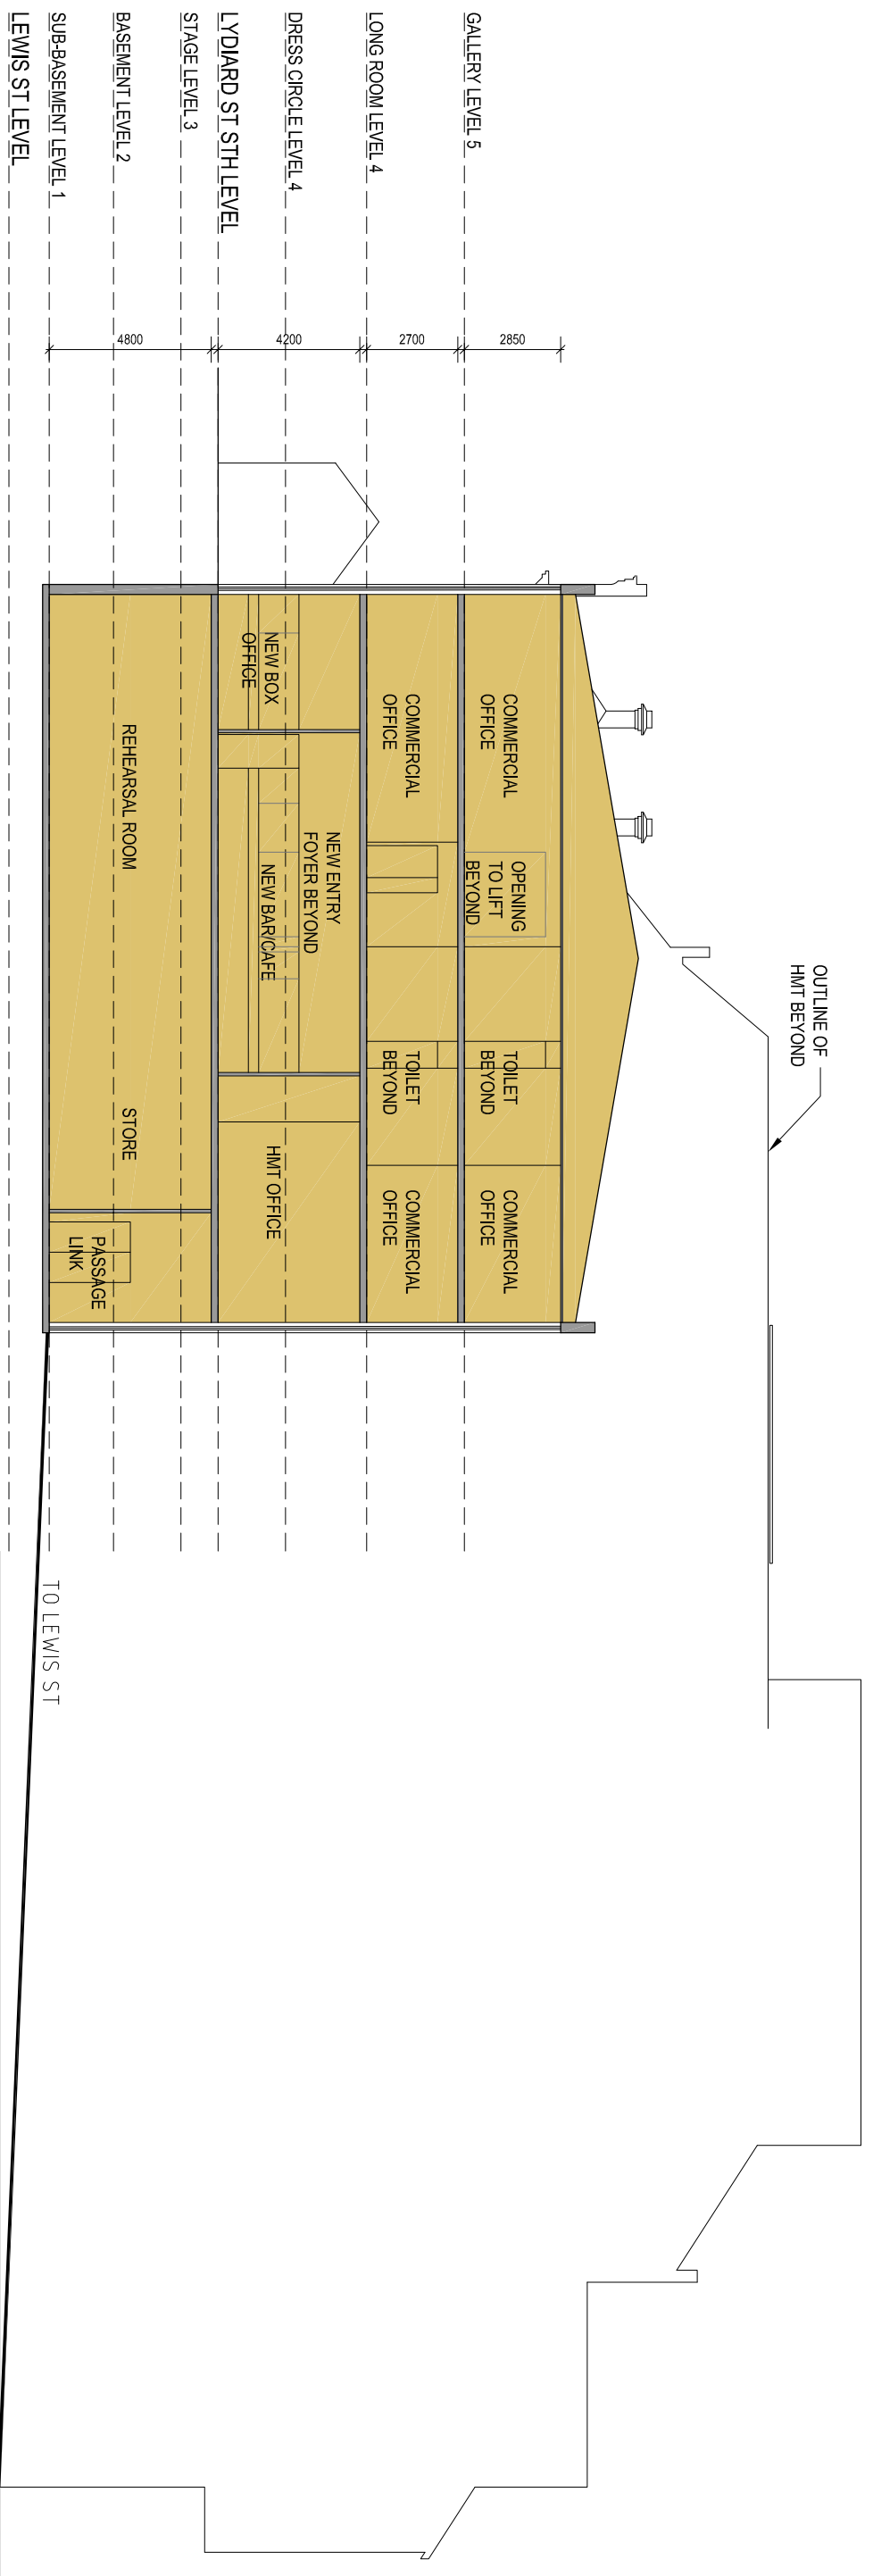 OUTLINE OF
HMT BEYOND
GALLERY LEVEL 5
LONG ROOM LEVEL 4
DRESS CIRCLE LEVEL 4
LYDIARD ST STH LEVEL
STAGE LEVEL 3
BASEMENT LEVEL 2
SUB-BASEMENT LEVEL 1
LEWIS ST LEVEL
2850
2700
4200
4800
COMMERCIAL
OFFICE
OPENING
TO LIFT
BEYOND
TOILET
BEYOND
COMMERCIAL
OFFICE
COMMERCIAL
OFFICE
TOILET
BEYOND
COMMERCIAL
OFFICE
NEW BOX
OFFICE
NEW ENTRY
FOYER BEYOND
NEW BAR/CAFE
HMT OFFICE
REHEARSAL ROOM
STORE
PASSAGE
LINK
TO LEWIS ST